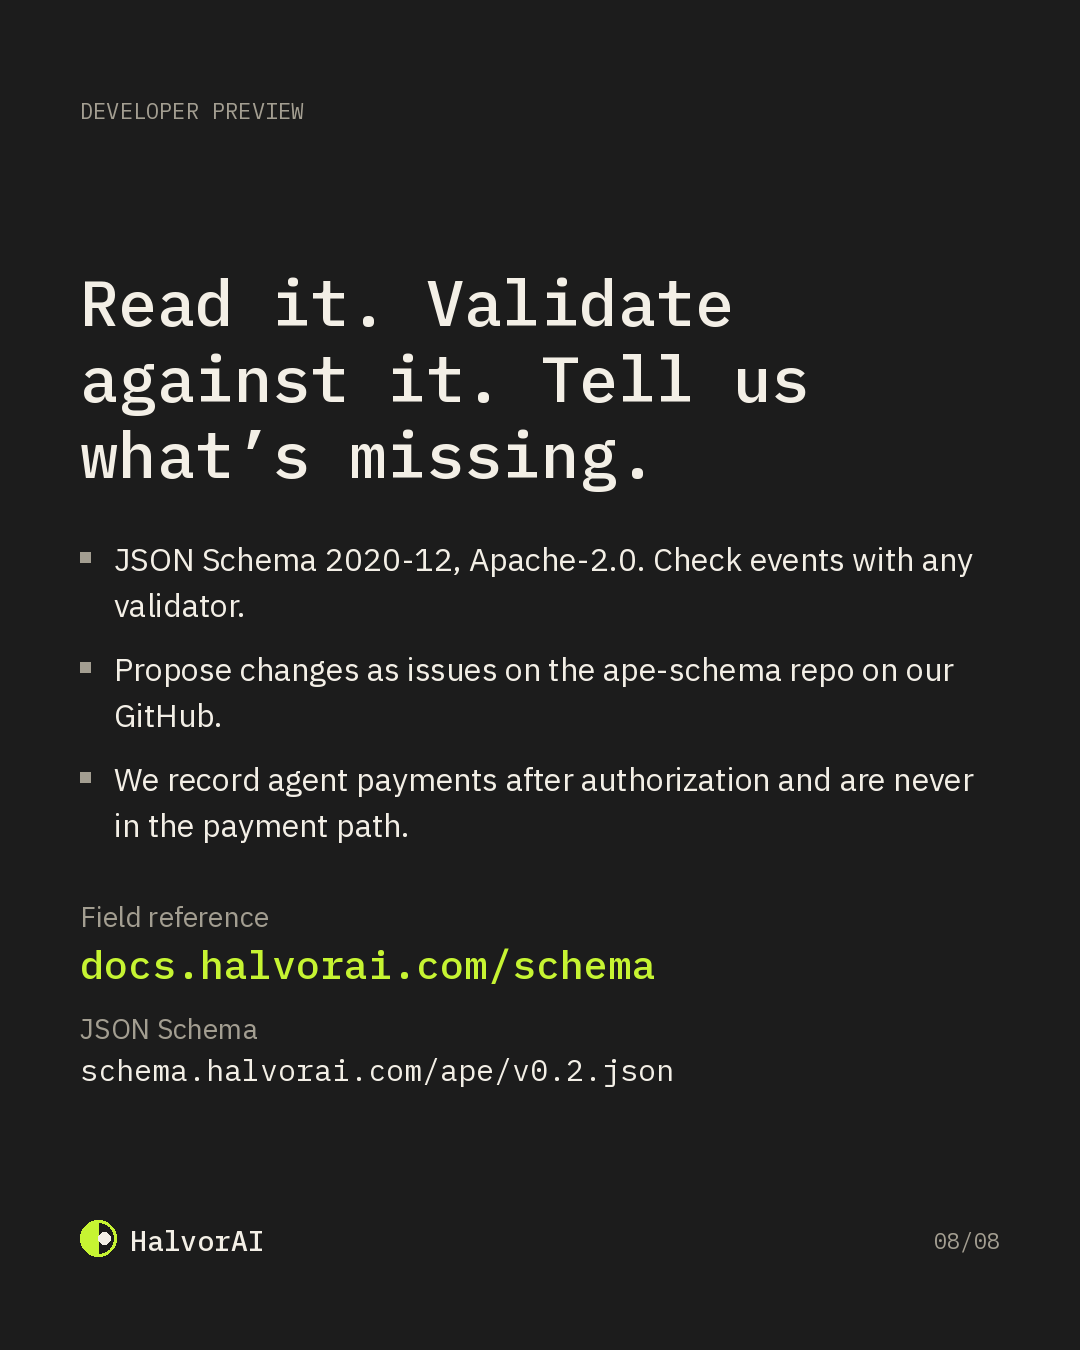 DEVELOPER PREVIEW
Read it. Validate
against it. Tell us
what’s missing.
JSON Schema 2020-12, Apache-2.0. Check events with any
validator.
Propose changes as issues on the ape-schema repo on our
GitHub.
We record agent payments after authorization and are never
in the payment path.
Field reference
docs.halvorai.com/schema
JSON Schema
schema.halvorai.com/ape/v0.2.json
HalvorAI
08/08